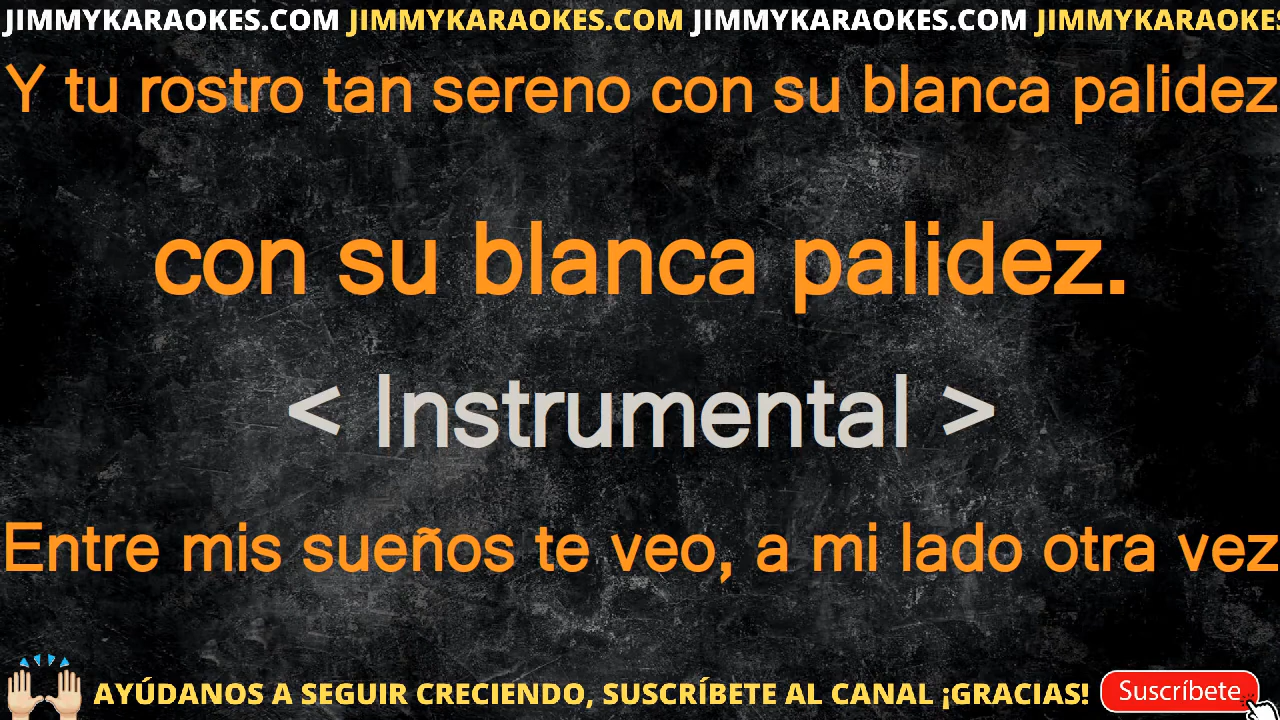 JIMMYKARAOKES.COM JIMMYKARAOKES.COM JIMMYKARAOKES.COM JIMMYKARAOKES
Y tu rostro tan sereno con su blanca palidez
con su blanca palidez.
< Instrumental >
Entre mis sueños te veo, a mi lado otra vez
AYÚDANOS A SEGUIR CRECIENDO, SUSCRÍBETE AL CANAL ¡GRACIAS! Suscríbete